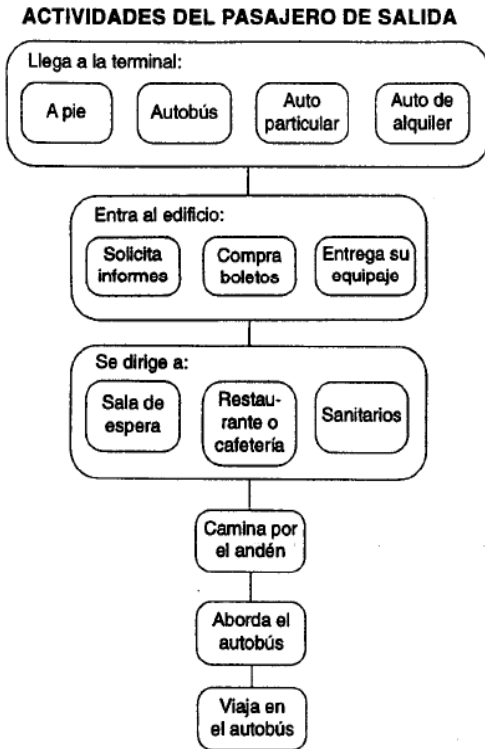 ACTIVIDADES DEL PASAJERO DE SALIDA
Llega a la terminal:
A pie
Autobús
Auto
particular
Auto de
alquiler
Entra al edificio:
Solicita
informes
Compra
boletos
Entrega su
equipaje
Se dirige a:
Sala de
espera
Restau-
rante o
cafetería
Sanitarios
Camina por
el andén
Aborda el
autobús
Viaja en
el autobús